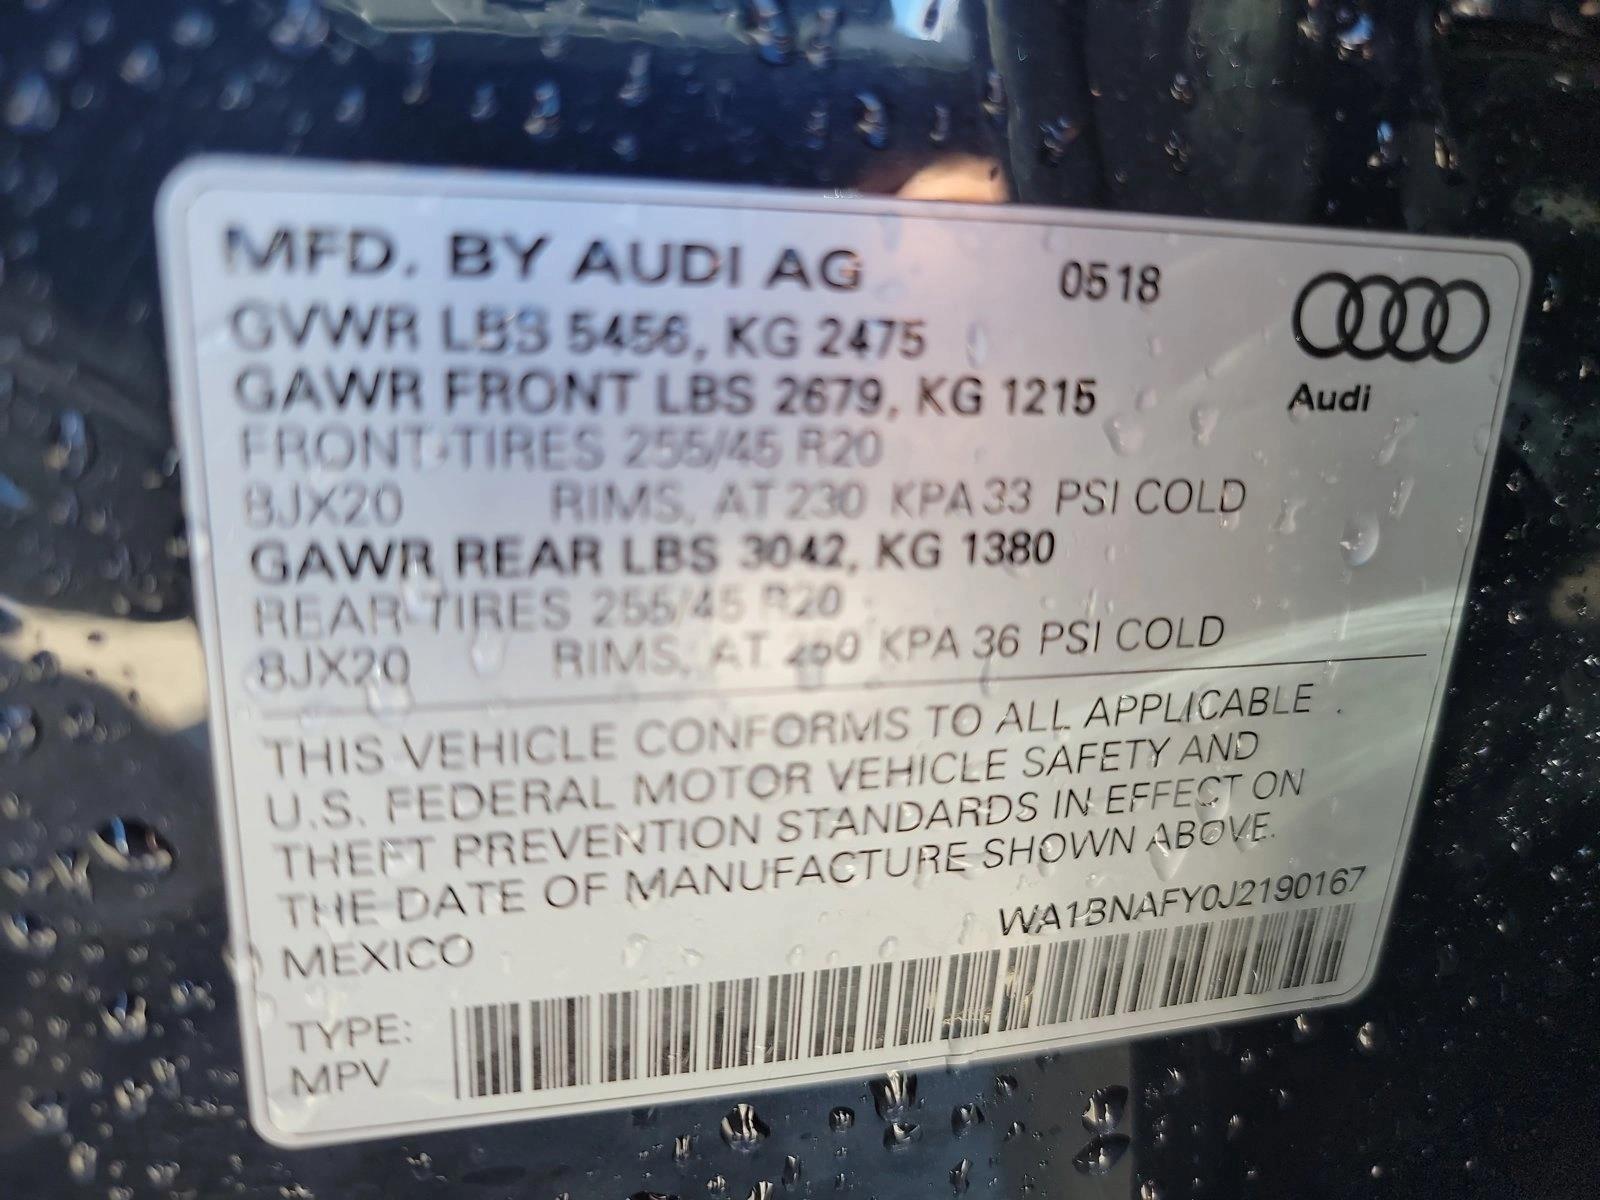 MFD. BY AUDI AG 0518
GVWR LBS 5456, KG 2475
Audi
GAWR FRONT LBS 2679, KG 1215
FRONT-TIRES 255/45 R20
8JX20 RIMS, AT 230 KPA 33 PSI COLD
GAWR REAR LBS 3042, KG 1380
REAR-TIRES 255/45 R20
8JX20 RIMS, AT 250 KPA 36 PSI COLD
THIS VEHICLE CONFORMS TO ALL APPLICABLE
U.S. FEDERAL MOTOR VEHICLE SAFETY AND
THEFT PREVENTION STANDARDS IN EFFECT ON
THE DATE OF MANUFACTURE SHOWN ABOVE.
MEXICO WA1BNAFY0J2190167
TYPE:
MPV